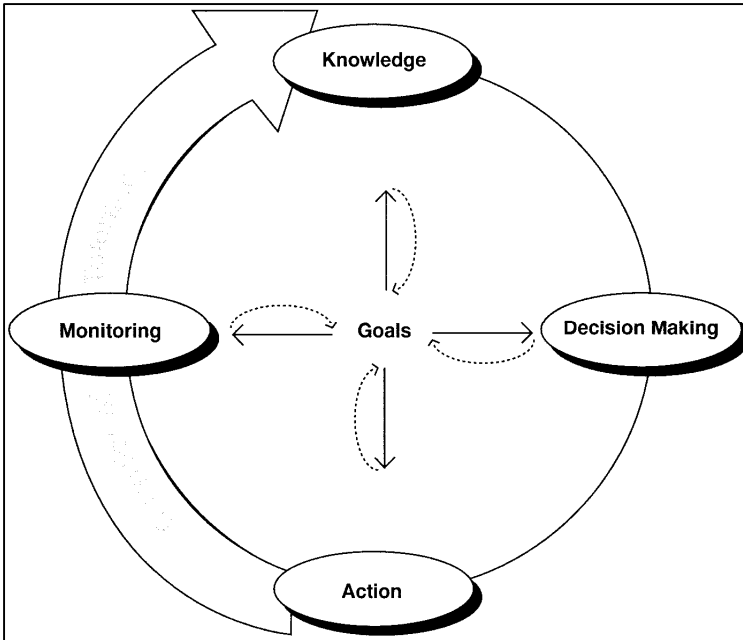 Knowledge
Monitoring
Goals
Decision Making
Action